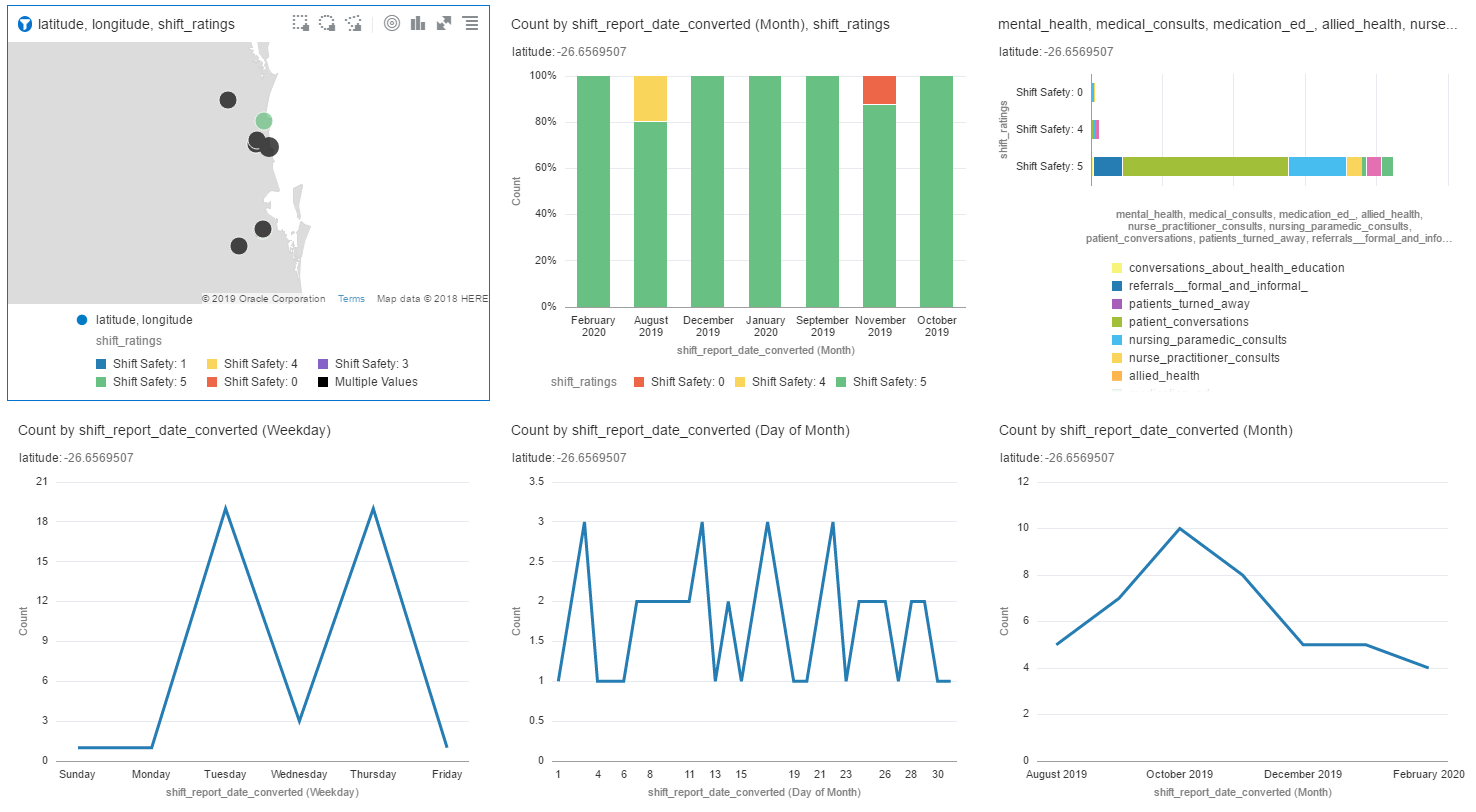 latitude, longitude, shift_ratings
© 2019 Oracle Corporation Terms Map data © 2018 HERE
latitude, longitude
shift_ratings
Shift Safety: 1 Shift Safety: 4 Shift Safety: 3
Shift Safety: 5 Shift Safety: 0 Multiple Values
Count by shift_report_date_converted (Month), shift_ratings
latitude: -26.6569507
100%
80%
60%
40%
20%
0%
Count
February 2020
August 2019
December 2019
January 2020
September 2019
November 2019
October 2019
shift_report_date_converted (Month)
shift_ratings Shift Safety: 0 Shift Safety: 4 Shift Safety: 5
mental_health, medical_consults, medication_ed_, allied_health, nurse...
latitude: -26.6569507
shift_ratings
Shift Safety: 0
Shift Safety: 4
Shift Safety: 5
mental_health, medical_consults, medication_ed_, allied_health,
nurse_practitioner_consults, nursing_paramedic_consults,
patient_conversations, patients_turned_away, referrals__formal_and_info...
conversations_about_health_education
referrals__formal_and_informal_
patients_turned_away
patient_conversations
nursing_paramedic_consults
nurse_practitioner_consults
allied_health
Count by shift_report_date_converted (Weekday)
latitude: -26.6569507
21
18
15
12
9
6
3
0
Count
Sunday Monday Tuesday Wednesday Thursday Friday
shift_report_date_converted (Weekday)
Count by shift_report_date_converted (Day of Month)
latitude: -26.6569507
3.5
3
2.5
2
1.5
1
0.5
0
Count
1 4 6 8 11 13 15 19 21 23 26 28 30
shift_report_date_converted (Day of Month)
Count by shift_report_date_converted (Month)
latitude: -26.6569507
12
10
8
6
4
2
0
Count
August 2019 October 2019 December 2019 February 2020
shift_report_date_converted (Month)